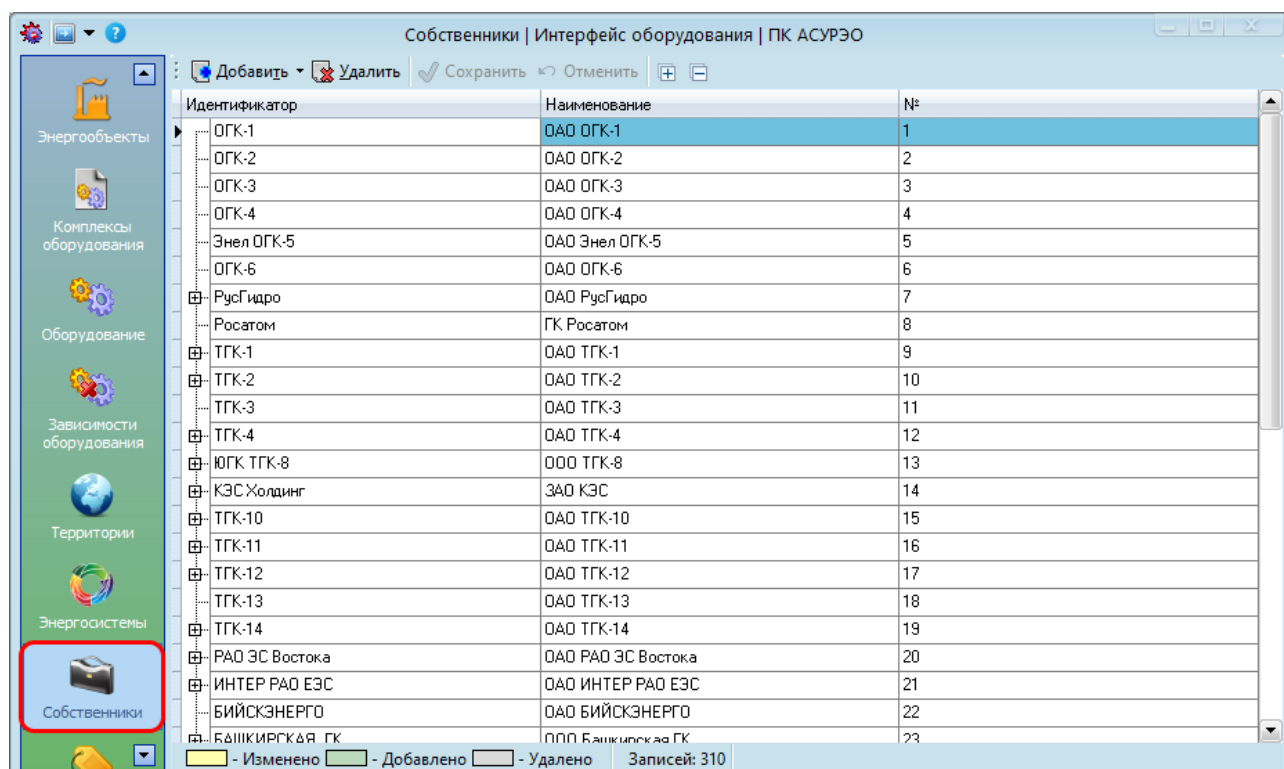 Собственники | Интерфейс оборудования | ПК АСУРЭО
Добавить Удалить Сохранить Отменить
Энергообъекты
Комплексы
оборудования
Оборудование
Зависимости
оборудования
Территории
Энергосистемы
Собственники
Идентификатор Наименование №
ОГК-1 ОАО ОГК-1 1
ОГК-2 ОАО ОГК-2 2
ОГК-3 ОАО ОГК-3 3
ОГК-4 ОАО ОГК-4 4
Энел ОГК-5 ОАО Энел ОГК-5 5
ОГК-6 ОАО ОГК-6 6
РусГидро ОАО РусГидро 7
Росатом ГК Росатом 8
ТГК-1 ОАО ТГК-1 9
ТГК-2 ОАО ТГК-2 10
ТГК-3 ОАО ТГК-3 11
ТГК-4 ОАО ТГК-4 12
ЮГК ТГК-8 ООО ТГК-8 13
КЭС Холдинг ЗАО КЭС 14
ТГК-10 ОАО ТГК-10 15
ТГК-11 ОАО ТГК-11 16
ТГК-12 ОАО ТГК-12 17
ТГК-13 ОАО ТГК-13 18
ТГК-14 ОАО ТГК-14 19
РАО ЭС Востока ОАО РАО ЭС Востока 20
ИНТЕР РАО ЕЭС ОАО ИНТЕР РАО ЕЭС 21
БИЙСКЭНЕРГО ОАО БИЙСКЭНЕРГО 22
БАШКИРСКАЯ ГК ООО Башкирская ГК 23
- Изменено - Добавлено - Удалено Записей: 310